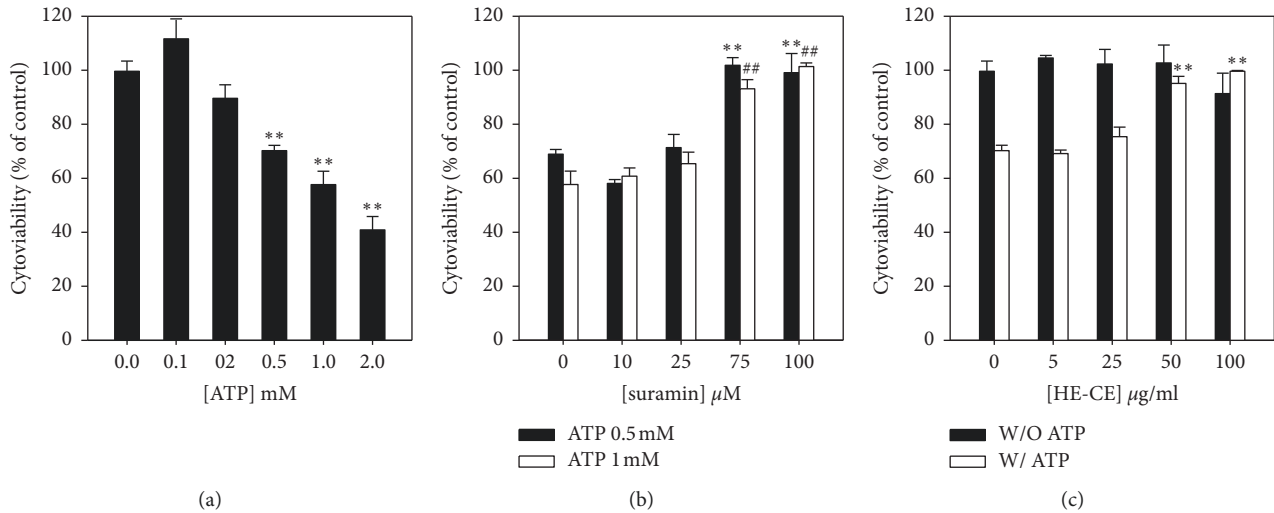 120
100
80
60
40
20
0
Cytoviability (% of control)
**
**
**
0.0 0.1 02 0.5 1.0 2.0
[ATP] mM
(a)
120
100
80
60
40
20
0
Cytoviability (% of control)
** ##
** ##
0 10 25 75 100
[suramin] μM
ATP 0.5 mM
ATP 1 mM
(b)
120
100
80
60
40
20
0
Cytoviability (% of control)
**
**
0 5 25 50 100
[HE-CE] μg/ml
W/O ATP
W/ ATP
(c)